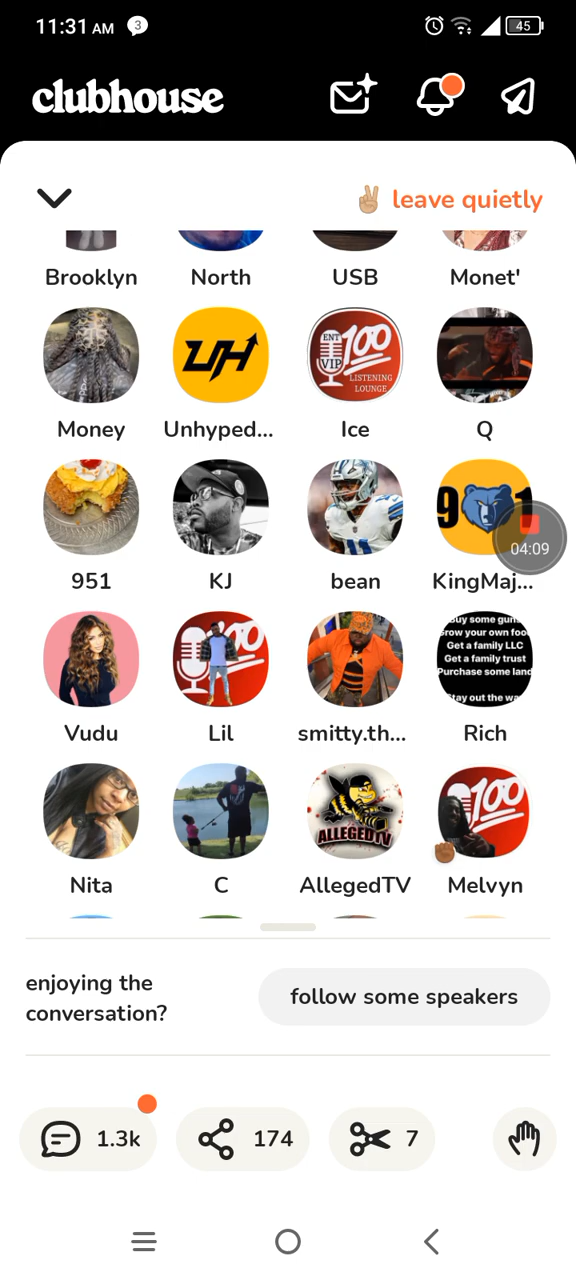 11:31 AM 3 45
clubhouse
✌🏼 leave quietly
Brooklyn North USB Monet'
ENT
VIP
100
LISTENING
LOUNGE
UH
Money Unhyped... Ice Q
9 1
04:09
951 KJ bean KingMaj...
100
Buy some guns
Grow your own food
Get a family LLC
Get a family trust
Purchase some land
Stay out the way
Vudu Lil smitty.th... Rich
ALLEGEDTV
100
Nita C AllegedTV Melvyn
enjoying the
conversation?
follow some speakers
1.3k 174 7